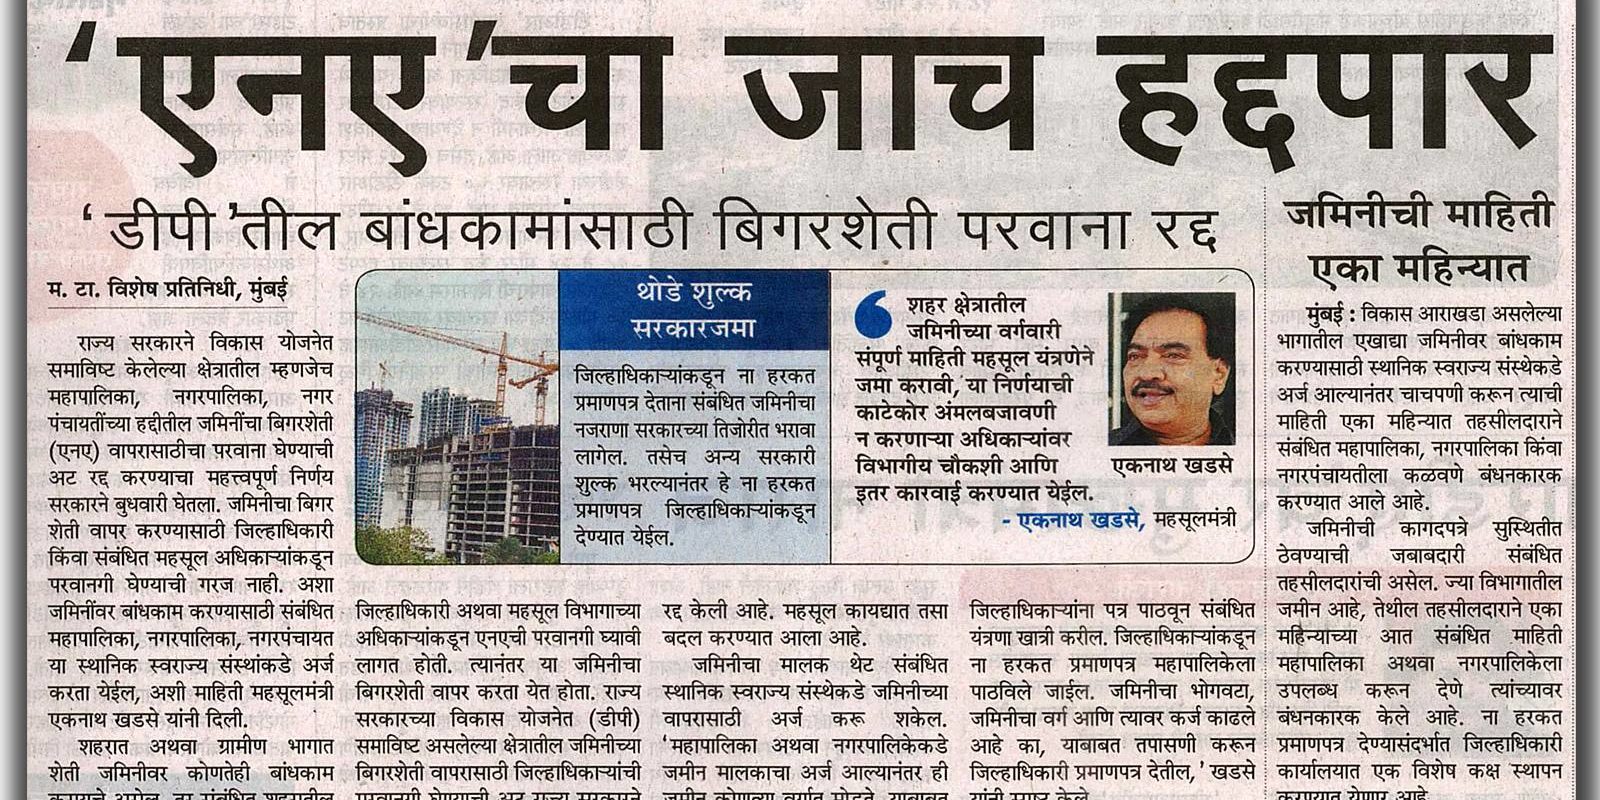 ‘एनए’चा जाच हद्दपार
‘डीपी’तील बांधकामांसाठी बिगरशेती परवाना रद्द
म. टा. विशेष प्रतिनिधी, मुंबई
राज्य सरकारने विकास योजनेत
समाविष्ट केलेल्या क्षेत्रातील म्हणजेच
महापालिका, नगरपालिका, नगर
पंचायतींच्या हद्दीतील जमिनींचा बिगरशेती
(एनए) वापरासाठीचा परवाना घेण्याची
अट रद्द करण्याचा महत्त्वपूर्ण निर्णय
सरकारने बुधवारी घेतला. जमिनीचा बिगर
शेती वापर करण्यासाठी जिल्हाधिकारी
किंवा संबंधित महसूल अधिकाऱ्यांकडून
परवानगी घेण्याची गरज नाही. अशा
जमिनींवर बांधकाम करण्यासाठी संबंधित
महापालिका, नगरपालिका, नगरपंचायत
या स्थानिक स्वराज्य संस्थांकडे अर्ज
करता येईल, अशी माहिती महसूलमंत्री
एकनाथ खडसे यांनी दिली.
शहरात अथवा ग्रामीण भागात
शेती जमिनीवर कोणतेही बांधकाम
थोडे शुल्क
सरकारजमा
जिल्हाधिकाऱ्यांकडून ना हरकत
प्रमाणपत्र देताना संबंधित जमिनीचा
नजराणा सरकारच्या तिजोरीत भरावा
लागेल. तसेच अन्य सरकारी
शुल्क भरल्यानंतर हे ना हरकत
प्रमाणपत्र जिल्हाधिकाऱ्यांकडून
देण्यात येईल.
‘ शहर क्षेत्रातील
जमिनीच्या वर्गवारी
संपूर्ण माहिती महसूल यंत्रणेने
जमा करावी, या निर्णयाची
काटेकोर अंमलबजावणी
न करणाऱ्या अधिकाऱ्यांवर
विभागीय चौकशी आणि
इतर कारवाई करण्यात येईल.
- एकनाथ खडसे, महसूलमंत्री
एकनाथ खडसे
जिल्हाधिकारी अथवा महसूल विभागाच्या
अधिकाऱ्यांकडून एनएची परवानगी घ्यावी
लागत होती. त्यानंतर या जमिनीचा
बिगरशेती वापर करता येत होता. राज्य
सरकारच्या विकास योजनेत (डीपी)
समाविष्ट असलेल्या क्षेत्रातील जमिनीच्या
बिगरशेती वापरासाठी जिल्हाधिकाऱ्यांची
परवानगी घेण्याची अट राज्य सरकारने
रद्द केली आहे. महसूल कायद्यात तसा
बदल करण्यात आला आहे.
जमिनीचा मालक थेट संबंधित
स्थानिक स्वराज्य संस्थेकडे जमिनीच्या
वापरासाठी अर्ज करू शकेल.
‘महापालिका अथवा नगरपालिकेकडे
जमीन मालकाचा अर्ज आल्यानंतर ही
जमीन कोणत्या वर्गात मोडते, याबाबत
जिल्हाधिकाऱ्यांना पत्र पाठवून संबंधित
यंत्रणा खात्री करील. जिल्हाधिकाऱ्यांकडून
ना हरकत प्रमाणपत्र महापालिकेला
पाठविले जाईल. जमिनीचा भोगवटा,
जमिनीचा वर्ग आणि त्यावर कर्ज काढले
आहे का, याबाबत तपासणी करून
जिल्हाधिकारी प्रमाणपत्र देतील,’ खडसे
यांनी स्पष्ट केले.
जमिनीची माहिती
एका महिन्यात
मुंबई : विकास आराखडा असलेल्या
भागातील एखाद्या जमिनीवर बांधकाम
करण्यासाठी स्थानिक स्वराज्य संस्थेकडे
अर्ज आल्यानंतर चाचपणी करून त्याची
माहिती एका महिन्यात तहसीलदाराने
संबंधित महापालिका, नगरपालिका किंवा
नगरपंचायतीला कळवणे बंधनकारक
करण्यात आले आहे.
जमिनीची कागदपत्रे सुस्थितीत
ठेवण्याची जबाबदारी संबंधित
तहसीलदारांची असेल. ज्या विभागातील
जमीन आहे, तेथील तहसीलदाराने एका
महिन्याच्या आत संबंधित माहिती
महापालिका अथवा नगरपालिकेला
उपलब्ध करून देणे त्यांच्यावर
बंधनकारक केले आहे. ना हरकत
प्रमाणपत्र देण्यासंदर्भात जिल्हाधिकारी
कार्यालयात एक विशेष कक्ष स्थापन
करण्यात येणार आहे.